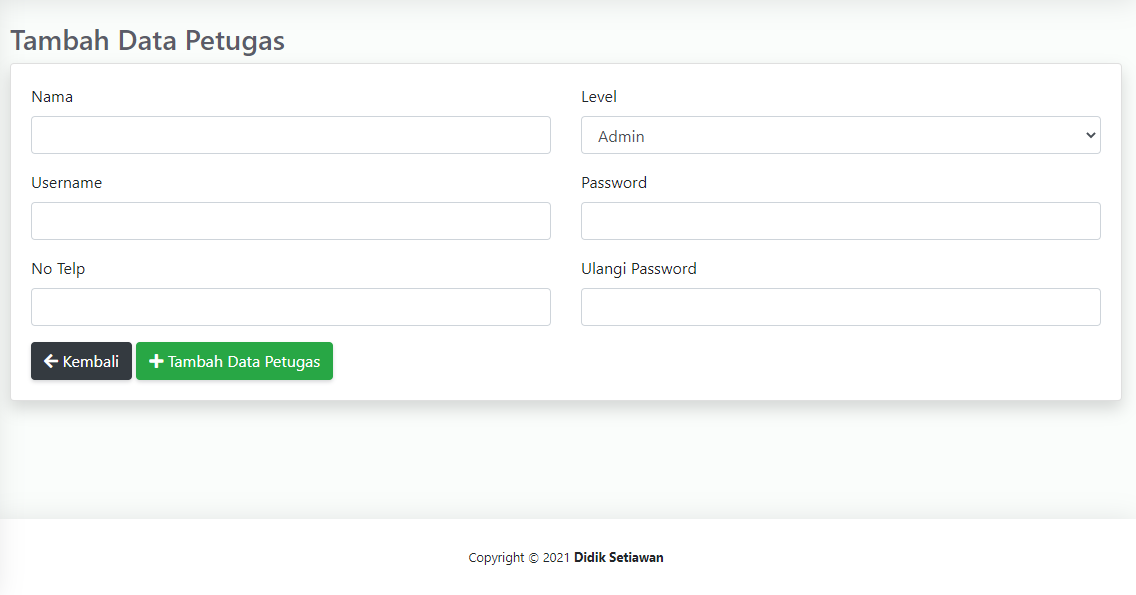 Tambah Data Petugas
Nama
Level
Admin
Username
Password
No Telp
Ulangi Password
Kembali
Tambah Data Petugas
Copyright © 2021 Didik Setiawan